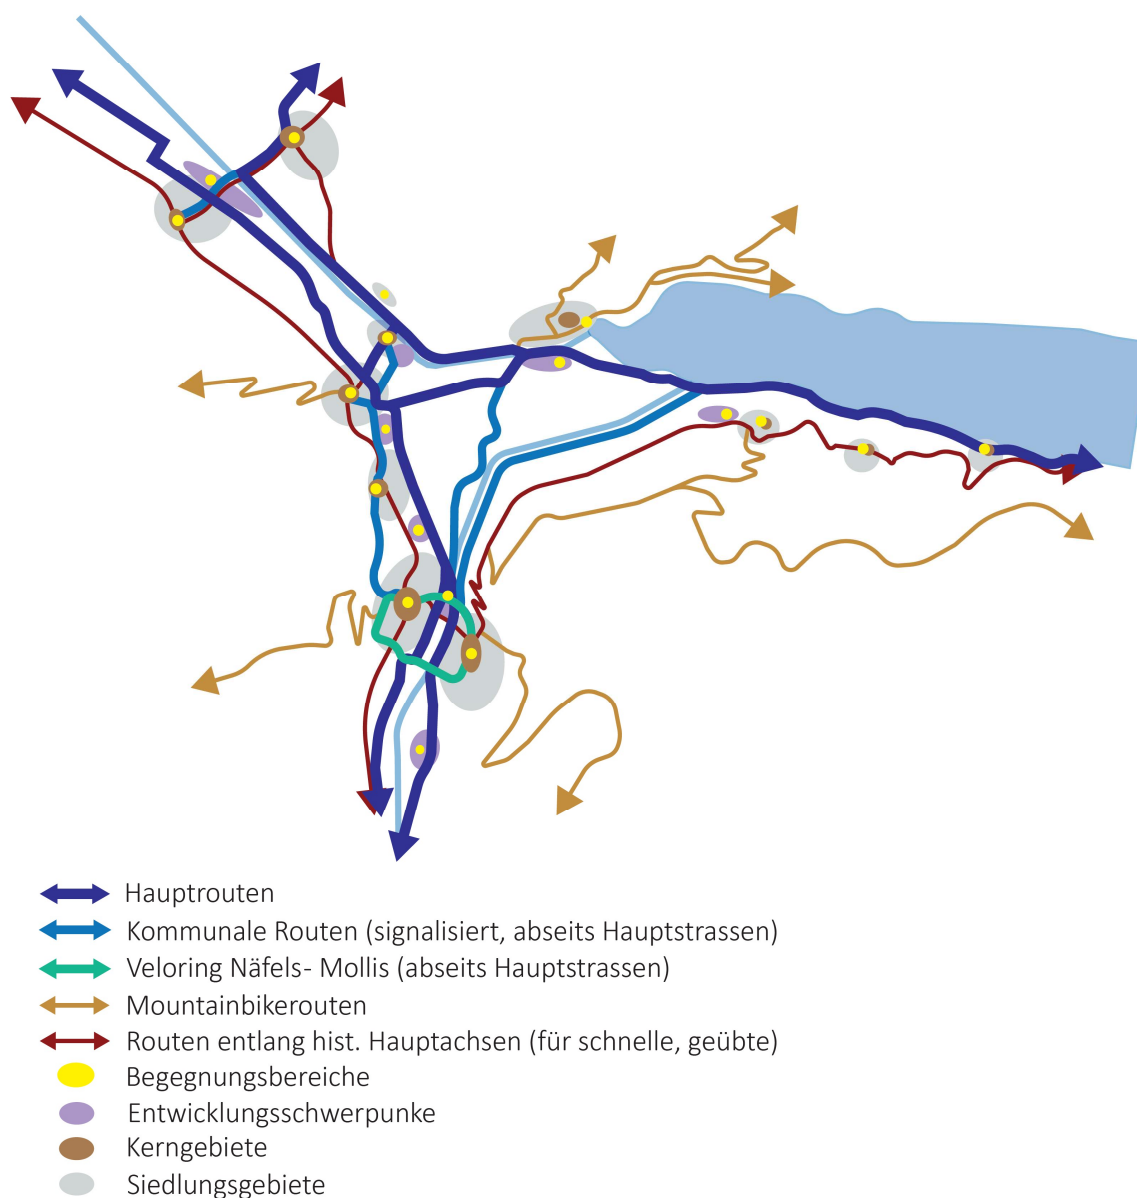 Hauptrouten
Kommunale Routen (signalisiert, abseits Hauptstrassen)
Veloring Näfels- Mollis (abseits Hauptstrassen)
Mountainbikerouten
Routen entlang hist. Hauptachsen (für schnelle, geübte)
Begegnungsbereiche
Entwicklungsschwerpunke
Kerngebiete
Siedlungsgebiete